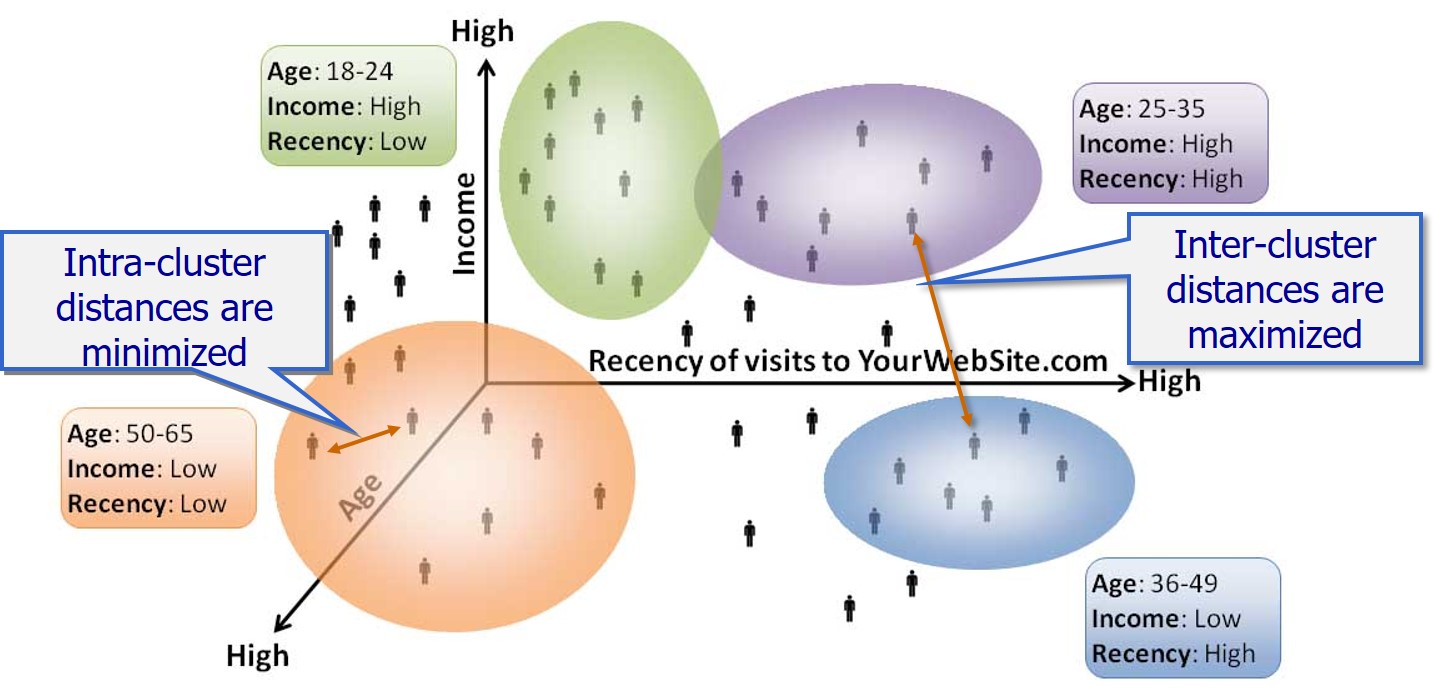 High
Age: 18-24
Income: High
Recency: Low
Age: 25-35
Income: High
Recency: High
Income
Intra-cluster
distances are
minimized
Inter-cluster
distances are
maximized
Recency of visits to YourWebSite.com
High
Age: 50-65
Income: Low
Recency: Low
Age
High
Age: 36-49
Income: Low
Recency: High